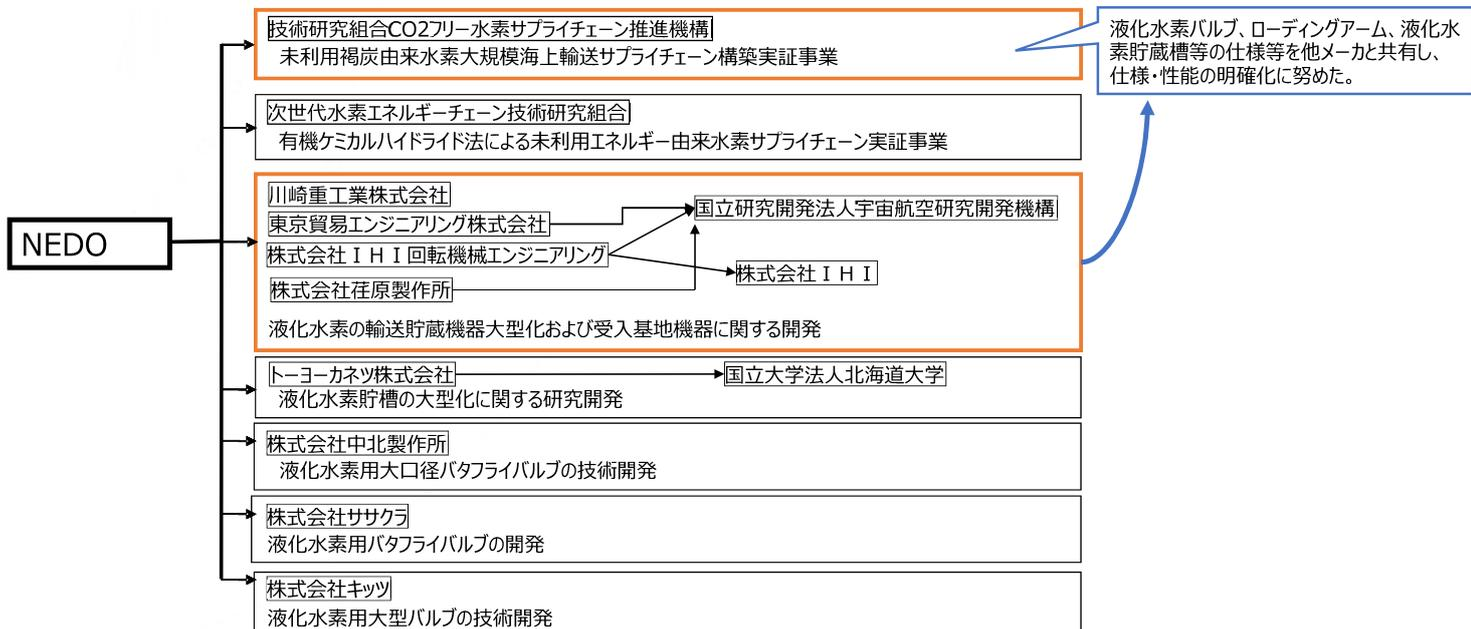 技術研究組合CO2フリー水素サプライチェーン推進機構
未利用褐炭由来水素大規模海上輸送サプライチェーン構築実証事業
液化水素バルブ、ローディングアーム、液化水
素貯蔵槽等の仕様等を他メーカと共有し、
仕様・性能の明確化に努めた。
次世代水素エネルギーチェーン技術研究組合
有機ケミカルハイドライド法による未利用エネルギー由来水素サプライチェーン実証事業
NEDO
川崎重工業株式会社
東京貿易エンジニアリング株式会社
国立研究開発法人宇宙航空研究開発機構
株式会社ＩＨＩ回転機械エンジニアリング
株式会社ＩＨＩ
株式会社荏原製作所
液化水素の輸送貯蔵機器大型化および受入基地機器に関する開発
トーヨーカネツ株式会社
国立大学法人北海道大学
液化水素貯槽の大型化に関する研究開発
株式会社中北製作所
液化水素用大口径バタフライバルブの技術開発
株式会社ササクラ
液化水素用バタフライバルブの開発
株式会社キッツ
液化水素用大型バルブの技術開発